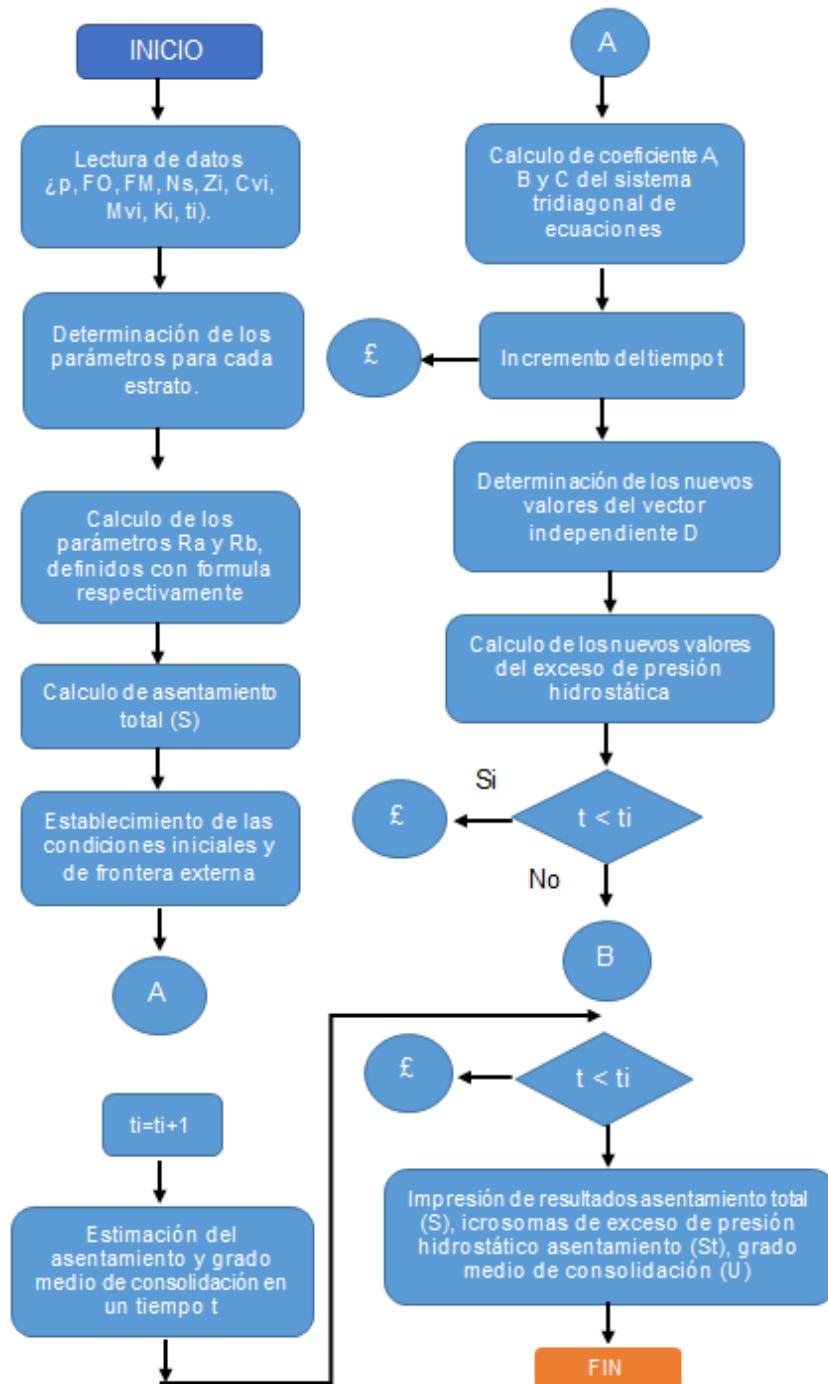 INICIO
Lectura de datos
¿p, FO, FM, Ns, Zi, Cvi,
Mvi, Ki, ti).
Determinación de los
parámetros para cada
estrato.
Calculo de los
parámetros Ra y Rb,
definidos con formula
respectivamente
Calculo de asentamiento
total (S)
Establecimiento de las
condiciones iniciales y
de frontera externa
A
ti=ti+1
Estimación del
asentamiento y grado
medio de consolidación en
un tiempo t
A
Calculo de coeficiente A,
B y C del sistema
tridiagonal de
ecuaciones
£
Incremento del tiempo t
Determinación de los nuevos
valores del vector
independiente D
Calculo de los nuevos valores
del exceso de presión
hidrostática
Si
£
t < ti
No
B
£
t < ti
Impresión de resultados asentamiento total
(S), icrosomas de exceso de presión
hidrostático asentamiento (St), grado
medio de consolidación (U)
FIN